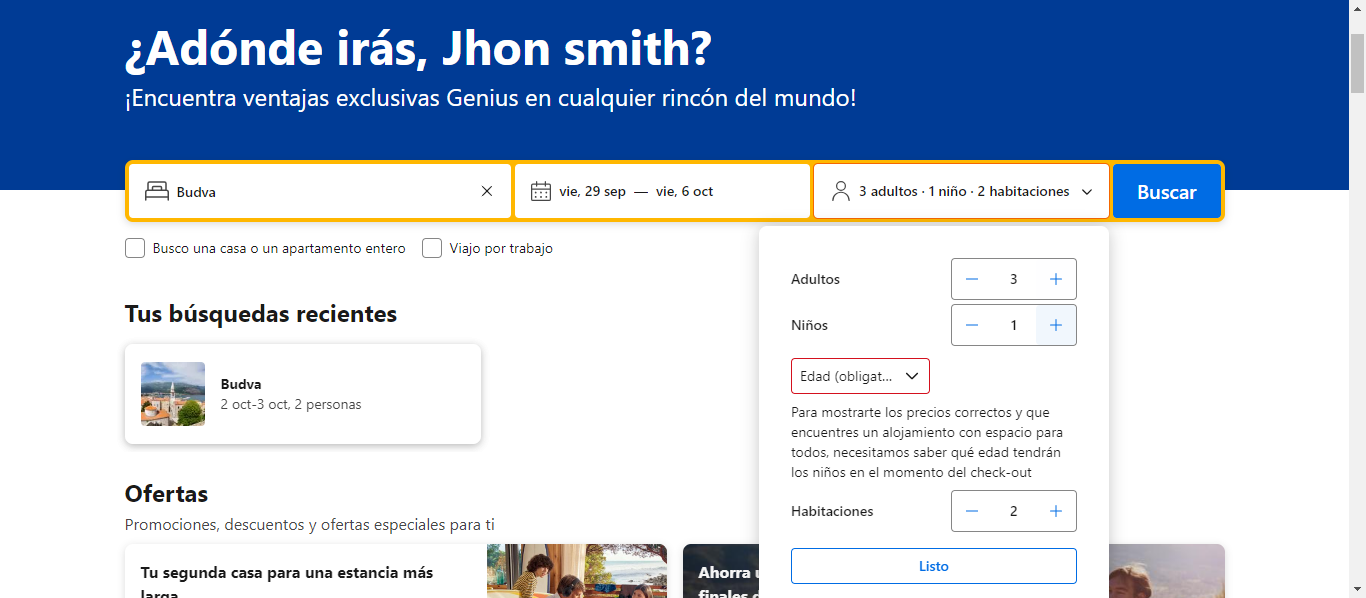 ¿Adónde irás, Jhon smith?
¡Encuentra ventajas exclusivas Genius en cualquier rincón del mundo!
Budva
vie, 29 sep — vie, 6 oct
3 adultos · 1 niño · 2 habitaciones
Buscar
Busco una casa o un apartamento entero
Viajo por trabajo
Adultos
3
Niños
1
Edad (obligat...
Para mostrarte los precios correctos y que
encuentres un alojamiento con espacio para
todos, necesitamos saber qué edad tendrán
los niños en el momento del check-out
Habitaciones
2
Listo
Tus búsquedas recientes
Budva
2 oct-3 oct, 2 personas
Ofertas
Promociones, descuentos y ofertas especiales para ti
Tu segunda casa para una estancia más
larga
Ahorra
finales